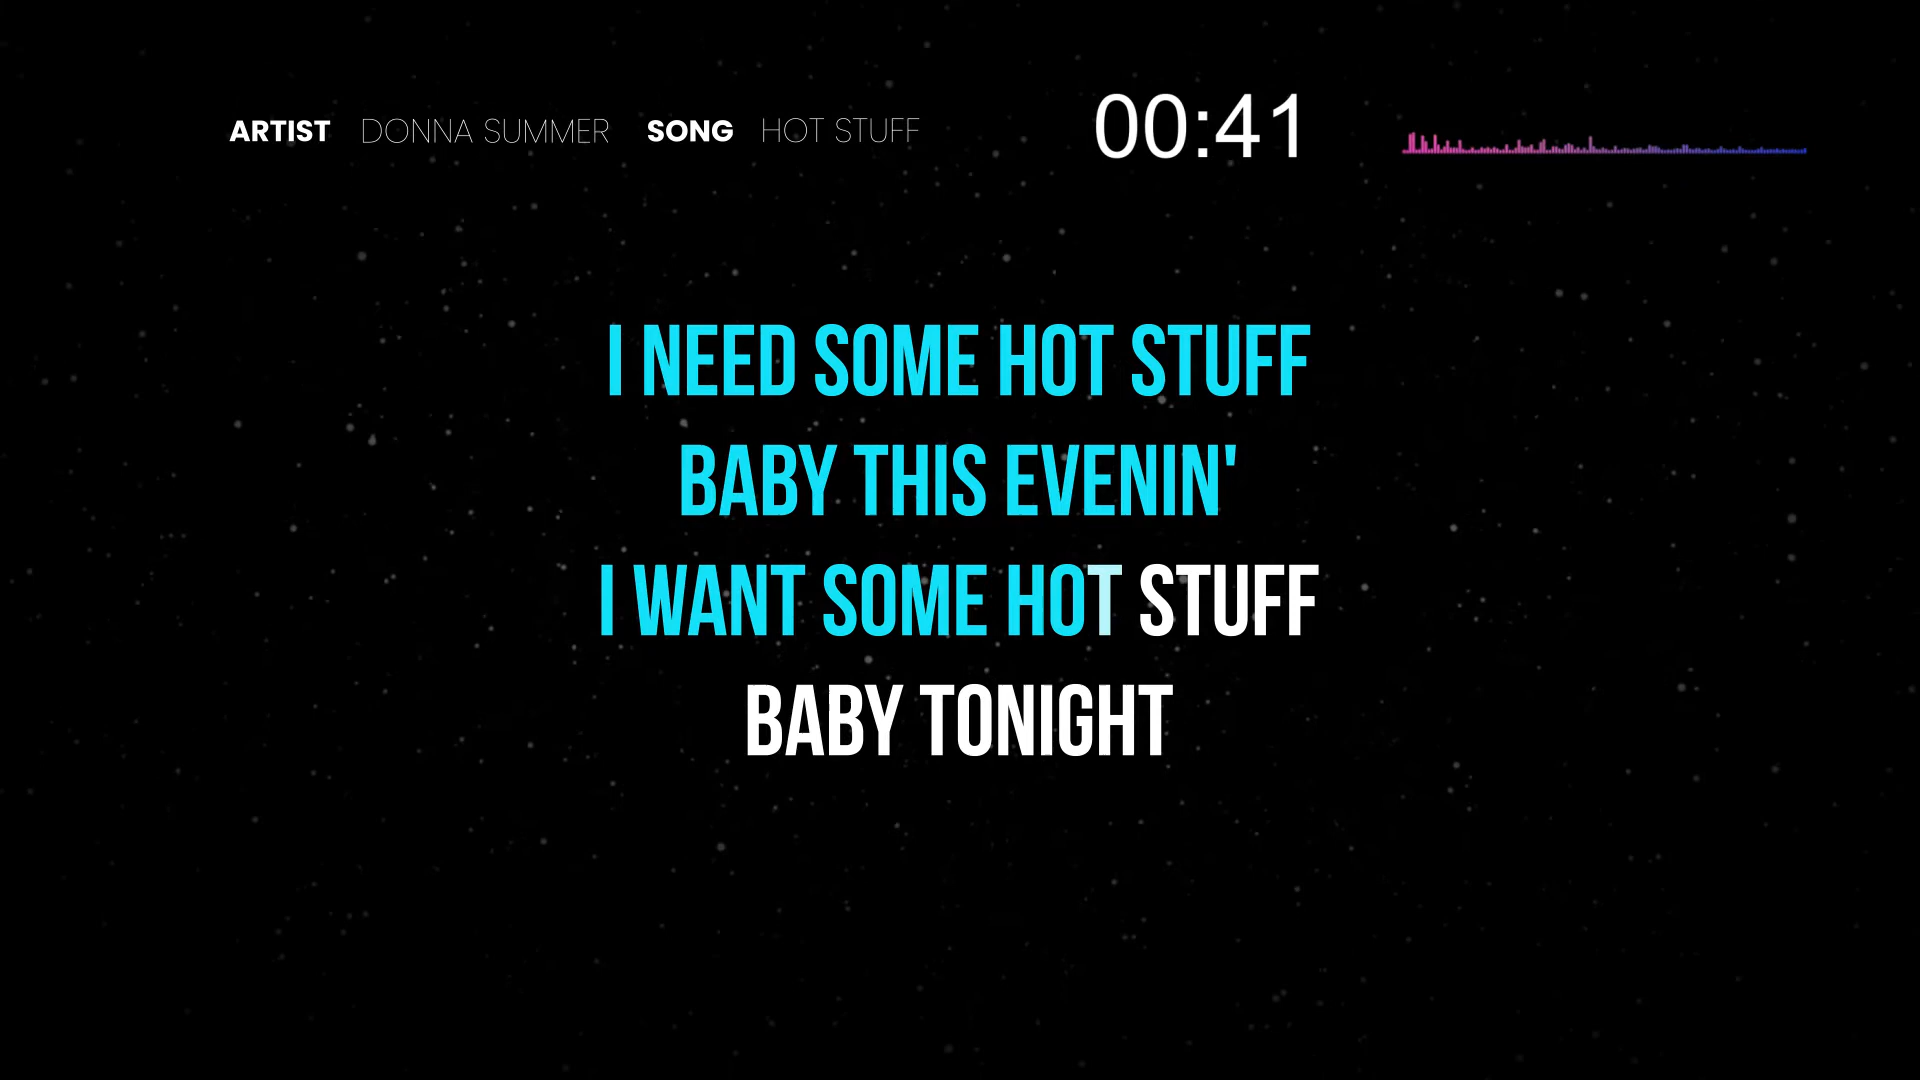 ARTIST DONNA SUMMER SONG HOT STUFF 00:41
I NEED SOME HOT STUFF
BABY THIS EVENIN'
I WANT SOME HOT STUFF
BABY TONIGHT